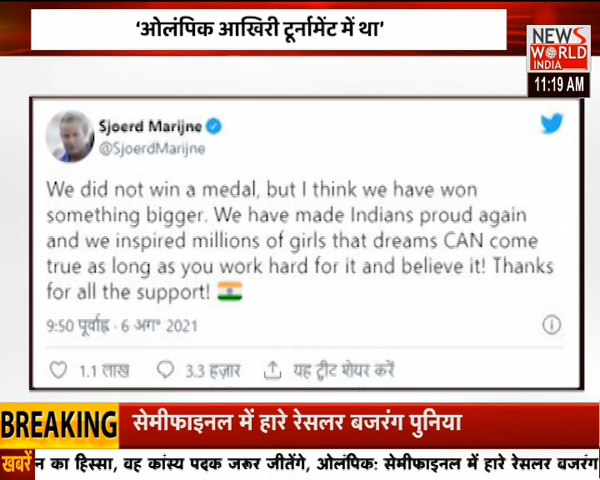 ‘ओलंपिक आखिरी टूर्नामेंट में था’
NEWS
WORLD
INDIA
11:19 AM
Sjoerd Marijne
@SjoerdMarijne
We did not win a medal, but I think we have won
something bigger. We have made Indians proud again
and we inspired millions of girls that dreams CAN come
true as long as you work hard for it and believe it! Thanks
for all the support!
9:50 पूर्वाह्न · 6 अग॰ 2021
1.1 लाख 3.3 हज़ार यह ट्वीट शेयर करें
BREAKING सेमीफाइनल में हारे रेसलर बजरंग पुनिया
खबरें न का हिस्सा, वह कांस्य पदक जरूर जीतेंगे, ओलंपिक: सेमीफाइनल में हारे रेसलर बजरंग